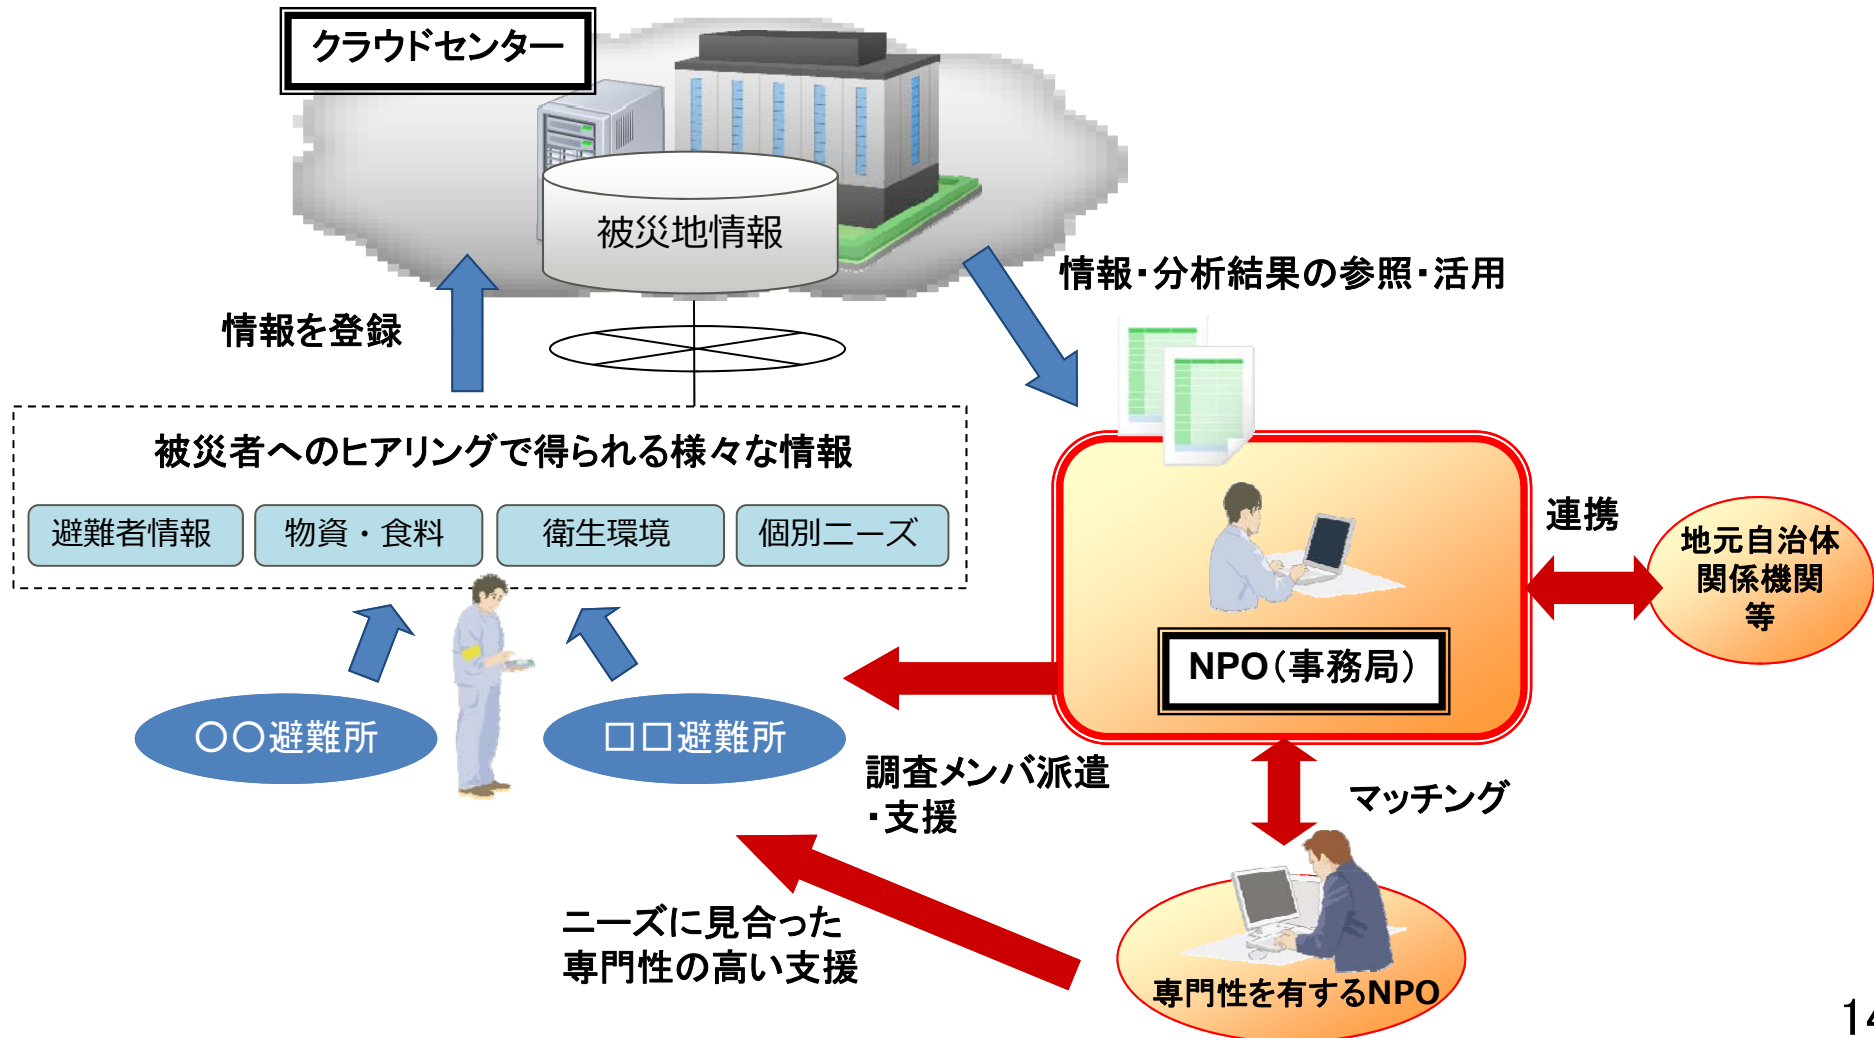 クラウドセンター
被災地情報
情報・分析結果の参照・活用
情報を登録
被災者へのヒアリングで得られる様々な情報
避難者情報
物資・食料
衛生環境
個別ニーズ
連携
地元自治体
関係機関
等
NPO（事務局）
〇〇避難所
□□避難所
調査メンバ派遣
・支援
マッチング
ニーズに見合った
専門性の高い支援
専門性を有するNPO
14